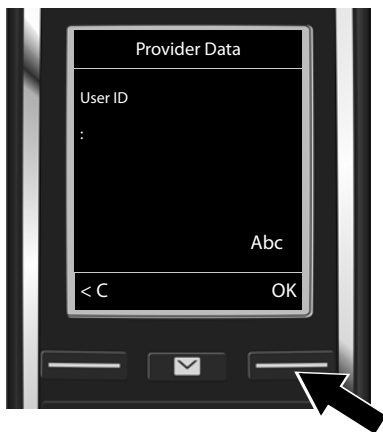 Provider Data
User ID
:
Abc
< C OK